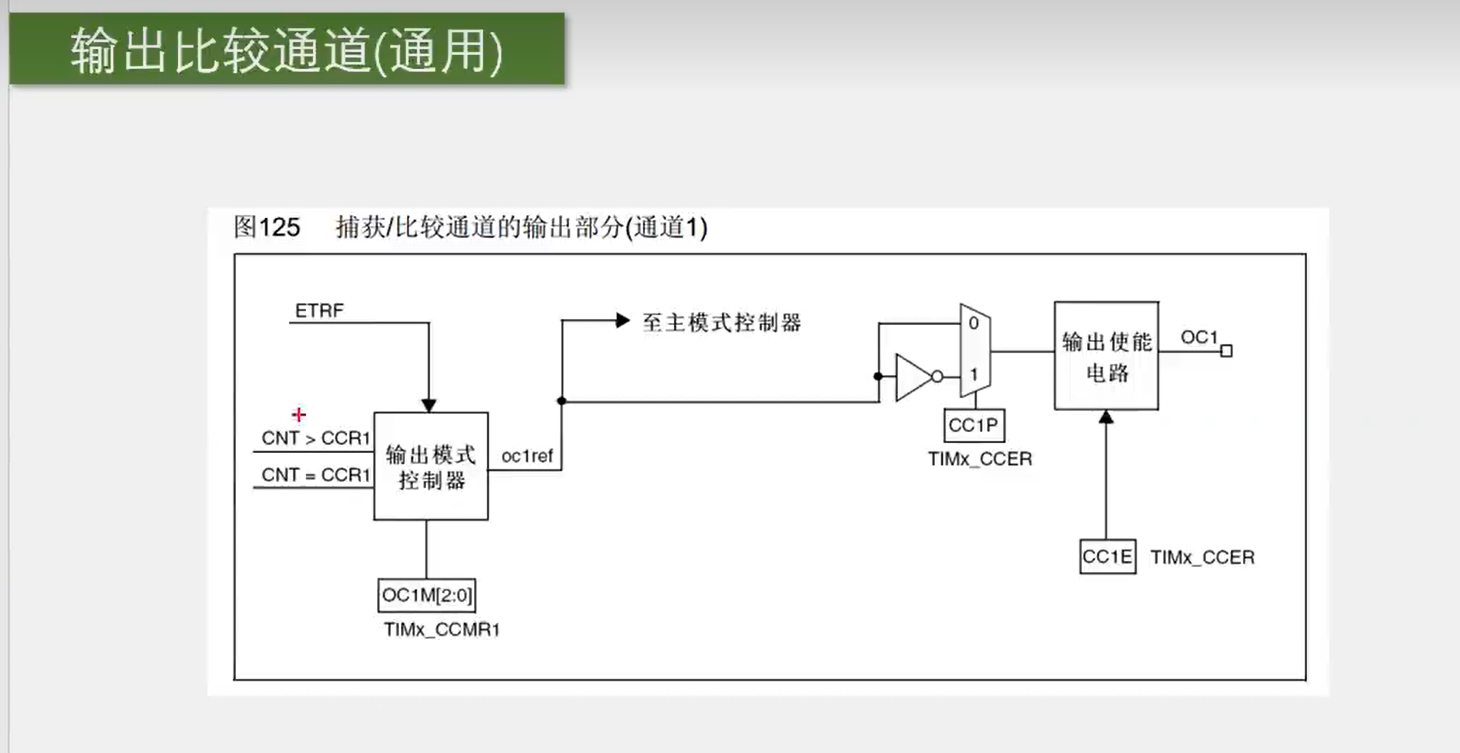 输出比较通道(通用)
图125 捕获/比较通道的输出部分(通道1)
ETRF
至主模式控制器
0
1
输出使能
电路
OC1
CNT > CCR1
CNT = CCR1
输出模式
控制器
oc1ref
CC1P
TIMx_CCER
CC1E
TIMx_CCER
OC1M[2:0]
TIMx_CCMR1